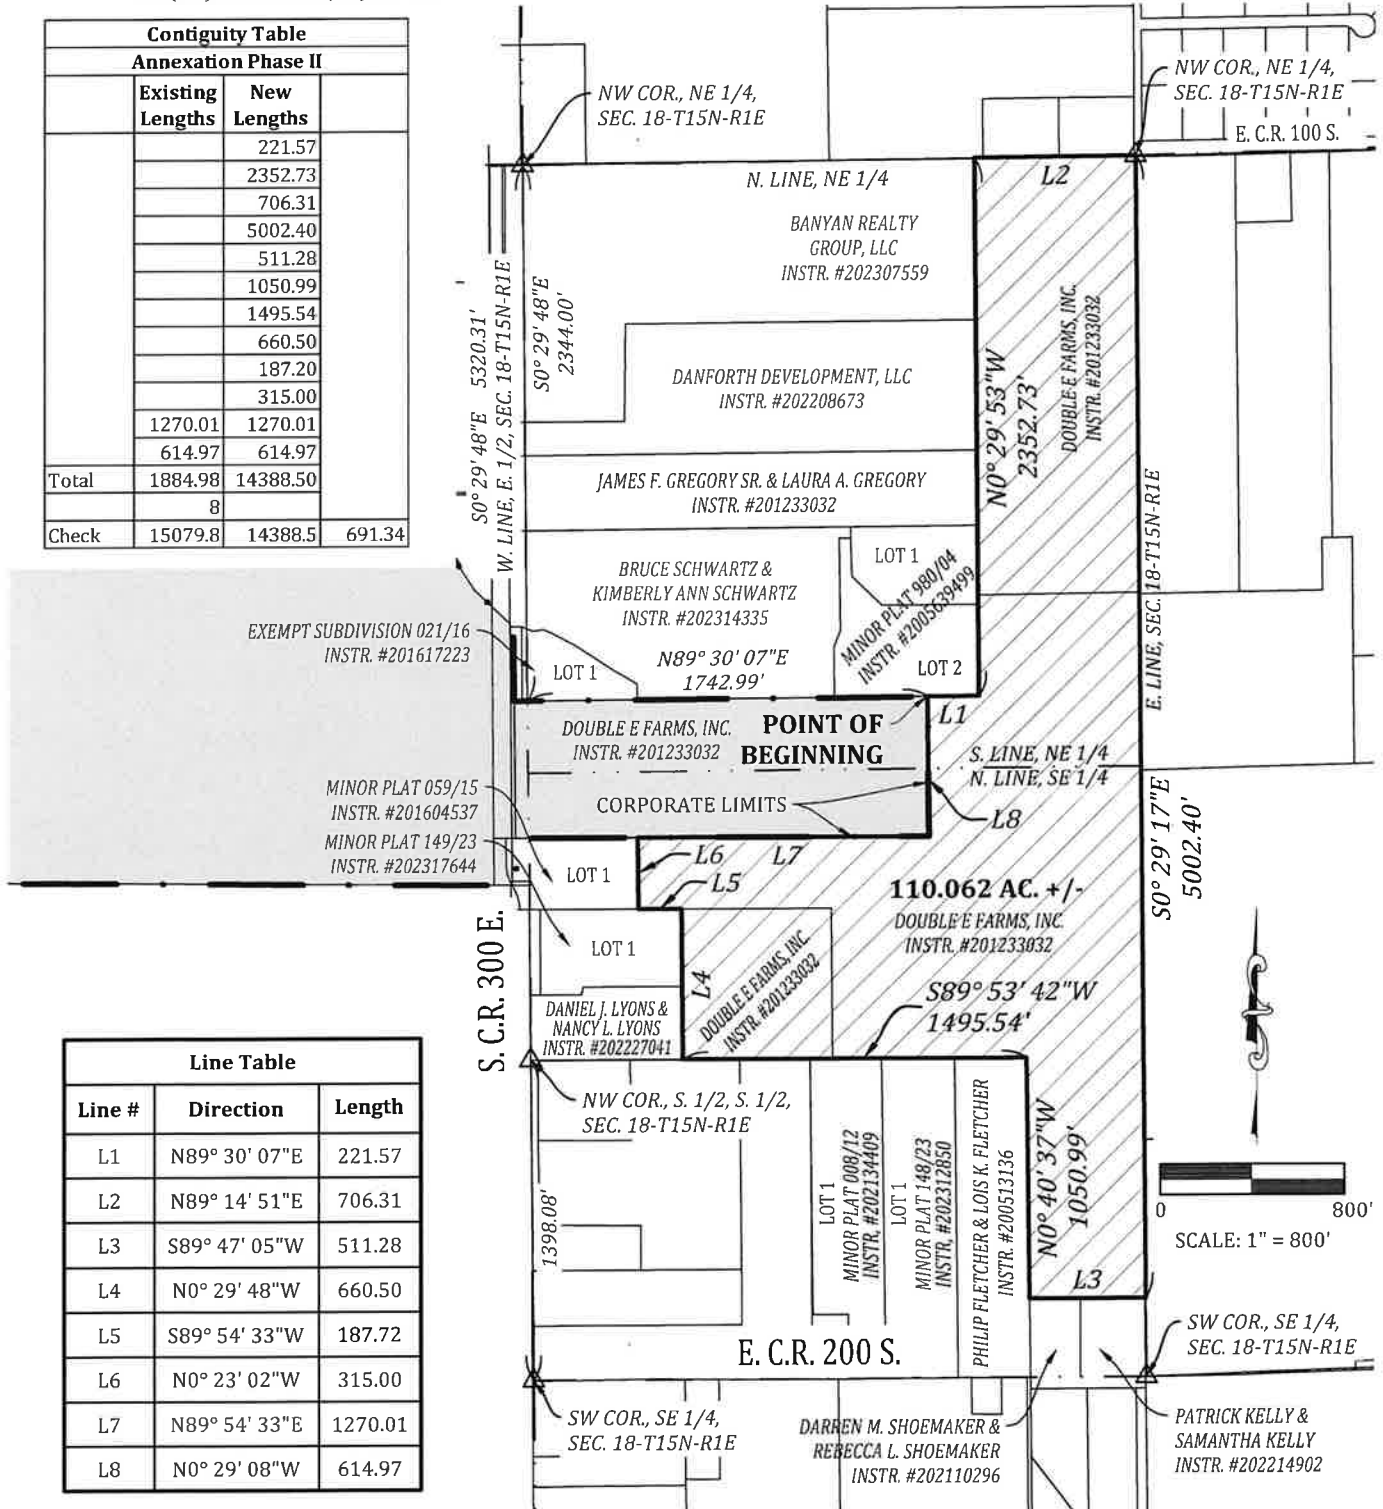 Contiguity Table
Annexation Phase II
Existing Lengths New Lengths
221.57
2352.73
706.31
5002.40
511.28
1050.99
1495.54
660.50
187.20
315.00
1270.01 1270.01
614.97 614.97
Total 1884.98 14388.50
8
Check 15079.8 14388.5 691.34
NW COR., NE 1/4,
SEC. 18-T15N-R1E
NW COR., NE 1/4,
SEC. 18-T15N-R1E
E. C.R. 100 S.
N. LINE, NE 1/4
L2
BANYAN REALTY
GROUP, LLC
INSTR. #202307559
S0° 29' 48"E 5320.31'
W. LINE, E. 1/2, SEC. 18-T15N-R1E
S0° 29' 48"E
2344.00'
DANFORTH DEVELOPMENT, LLC
INSTR. #202208673
N0° 29' 53"W
2352.73'
DOUBLE E FARMS, INC.
INSTR. #201233032
JAMES F. GREGORY SR. & LAURA A. GREGORY
INSTR. #201233032
E. LINE, SEC. 18-T15N-R1E
BRUCE SCHWARTZ &
KIMBERLY ANN SCHWARTZ
INSTR. #202314335
LOT 1
MINOR PLAT 980/04
INSTR. #2005639499
LOT 2
EXEMPT SUBDIVISION 021/16
INSTR. #201617223
LOT 1
N89° 30' 07"E
1742.99'
DOUBLE E FARMS, INC.
INSTR. #201233032
POINT OF
BEGINNING
L1
S. LINE, NE 1/4
N. LINE, SE 1/4
S0° 29' 17"E
5002.40'
MINOR PLAT 059/15
INSTR. #201604537
CORPORATE LIMITS
L8
MINOR PLAT 149/23
INSTR. #202317644
LOT 1
L6
L7
L5
110.062 AC. +/-
DOUBLE E FARMS, INC.
INSTR. #201233032
S. C.R. 300 E.
LOT 1
L4
DOUBLE E FARMS, INC.
INSTR. #201233032
S89° 53' 42"W
1495.54'
DANIEL J. LYONS &
NANCY L. LYONS
INSTR. #202227041
NW COR., S. 1/2, S. 1/2,
SEC. 18-T15N-R1E
1398.08'
LOT 1
MINOR PLAT 008/12
INSTR. #202134409
LOT 1
MINOR PLAT 148/23
INSTR. #202312850
PHILIP FLETCHER & LOIS K. FLETCHER
INSTR. #200513136
N0° 40' 37"W
1050.99'
L3
0 800'
SCALE: 1" = 800'
E. C.R. 200 S.
SW COR., SE 1/4,
SEC. 18-T15N-R1E
SW COR., SE 1/4,
SEC. 18-T15N-R1E
DARREN M. SHOEMAKER &
REBECCA L. SHOEMAKER
INSTR. #202110296
PATRICK KELLY &
SAMANTHA KELLY
INSTR. #202214902
Line Table
Line # Direction Length
L1 N89° 30' 07"E 221.57
L2 N89° 14' 51"E 706.31
L3 S89° 47' 05"W 511.28
L4 N0° 29' 48"W 660.50
L5 S89° 54' 33"W 187.72
L6 N0° 23' 02"W 315.00
L7 N89° 54' 33"E 1270.01
L8 N0° 29' 08"W 614.97